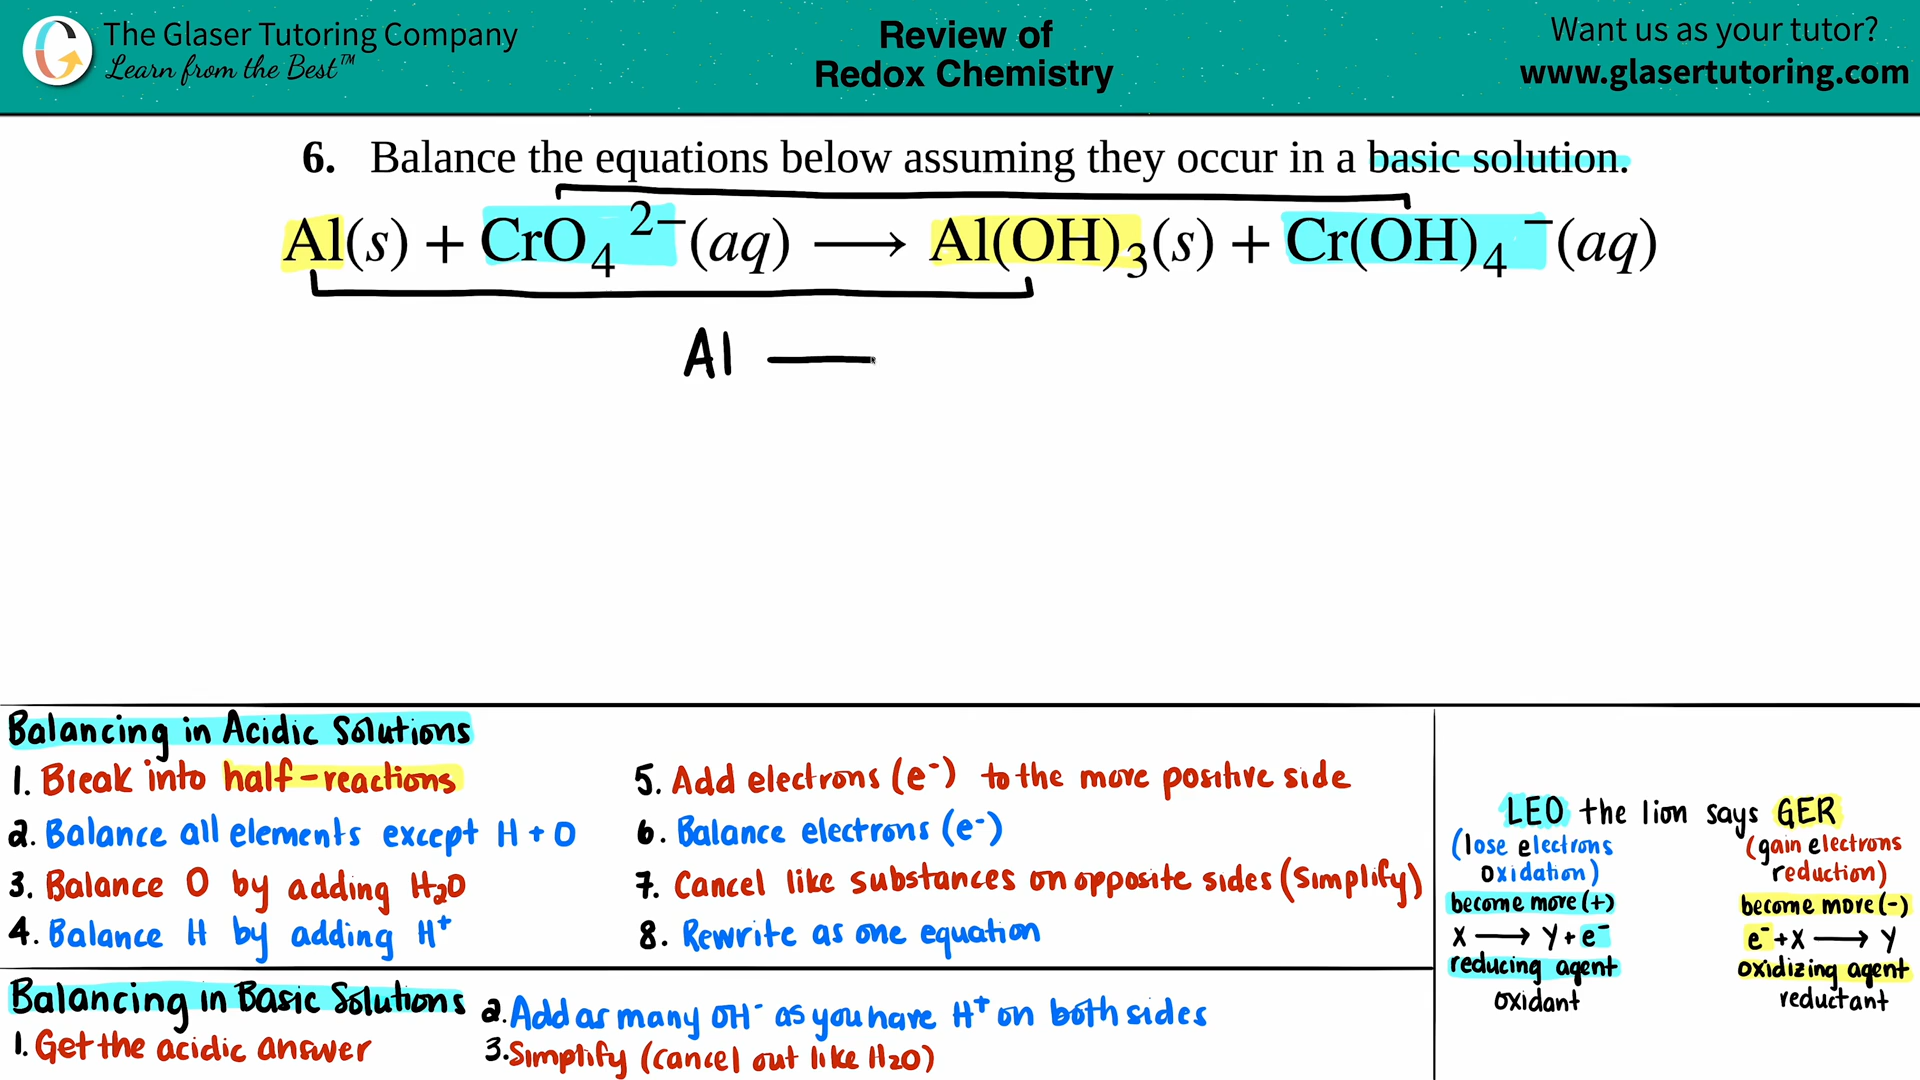 The Glaser Tutoring Company
Learn from the Best™
Review of
Redox Chemistry
Want us as your tutor?
www.glasertutoring.com
6. Balance the equations below assuming they occur in a basic solution.
Al(s) + CrO₄²⁻(aq) ⟶ Al(OH)₃(s) + Cr(OH)₄⁻(aq)
Al —
Balancing in Acidic Solutions
1. Break into half-reactions
2. Balance all elements except H + O
3. Balance O by adding H₂O
4. Balance H by adding H⁺
5. Add electrons (e⁻) to the more positive side
6. Balance electrons (e⁻)
7. Cancel like substances on opposite sides (simplify)
8. Rewrite as one equation
Balancing in Basic Solutions
1. Get the acidic answer
2. Add as many OH⁻ as you have H⁺ on both sides
3. Simplify (cancel out like H₂O)
LEO the lion says GER
(lose electrons
oxidation)
become more (+)
X ⟶ Y + e⁻
reducing agent
oxidant
(gain electrons
reduction)
become more (-)
e⁻ + X ⟶ Y
oxidizing agent
reductant